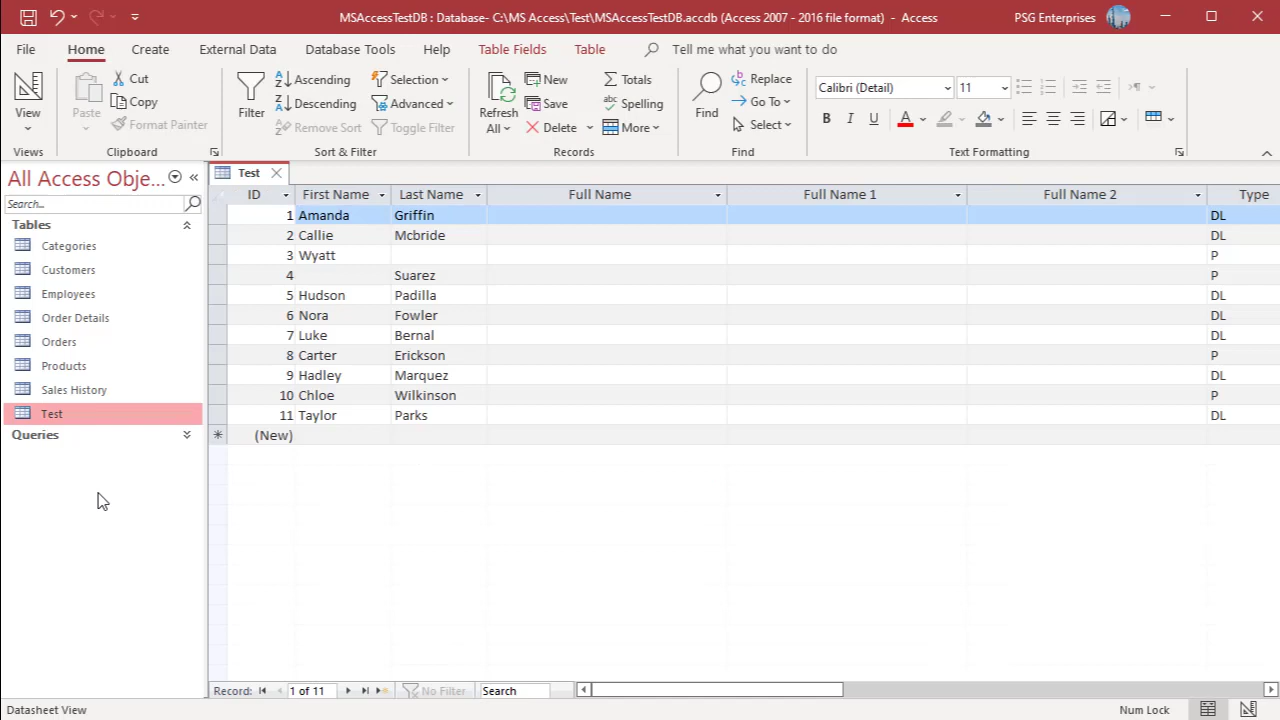 MSAccessTestDB : Database- C:\MS Access\Test\MSAccessTestDB.accdb (Access 2007 - 2016 file format) - Access PSG Enterprises
File Home Create External Data Database Tools Help Table Fields Table Tell me what you want to do
View
Views
Paste
Cut
Copy
Format Painter
Clipboard
Filter
Ascending
Descending
Remove Sort
Selection
Advanced
Toggle Filter
Sort & Filter
Refresh
All
New
Save
Delete
Totals
Spelling
More
Records
Find
Replace
Go To
Select
Find
Calibri (Detail) 11
B I U A
Text Formatting
All Access Obje...
Search...
Tables
Categories
Customers
Employees
Order Details
Orders
Products
Sales History
Test
Queries
Test
ID First Name Last Name Full Name Full Name 1 Full Name 2 Type
1 Amanda Griffin DL
2 Callie Mcbride DL
3 Wyatt P
4 Suarez P
5 Hudson Padilla DL
6 Nora Fowler DL
7 Luke Bernal DL
8 Carter Erickson P
9 Hadley Marquez DL
10 Chloe Wilkinson P
11 Taylor Parks DL
(New)
Record: 1 of 11 No Filter Search
Datasheet View Num Lock